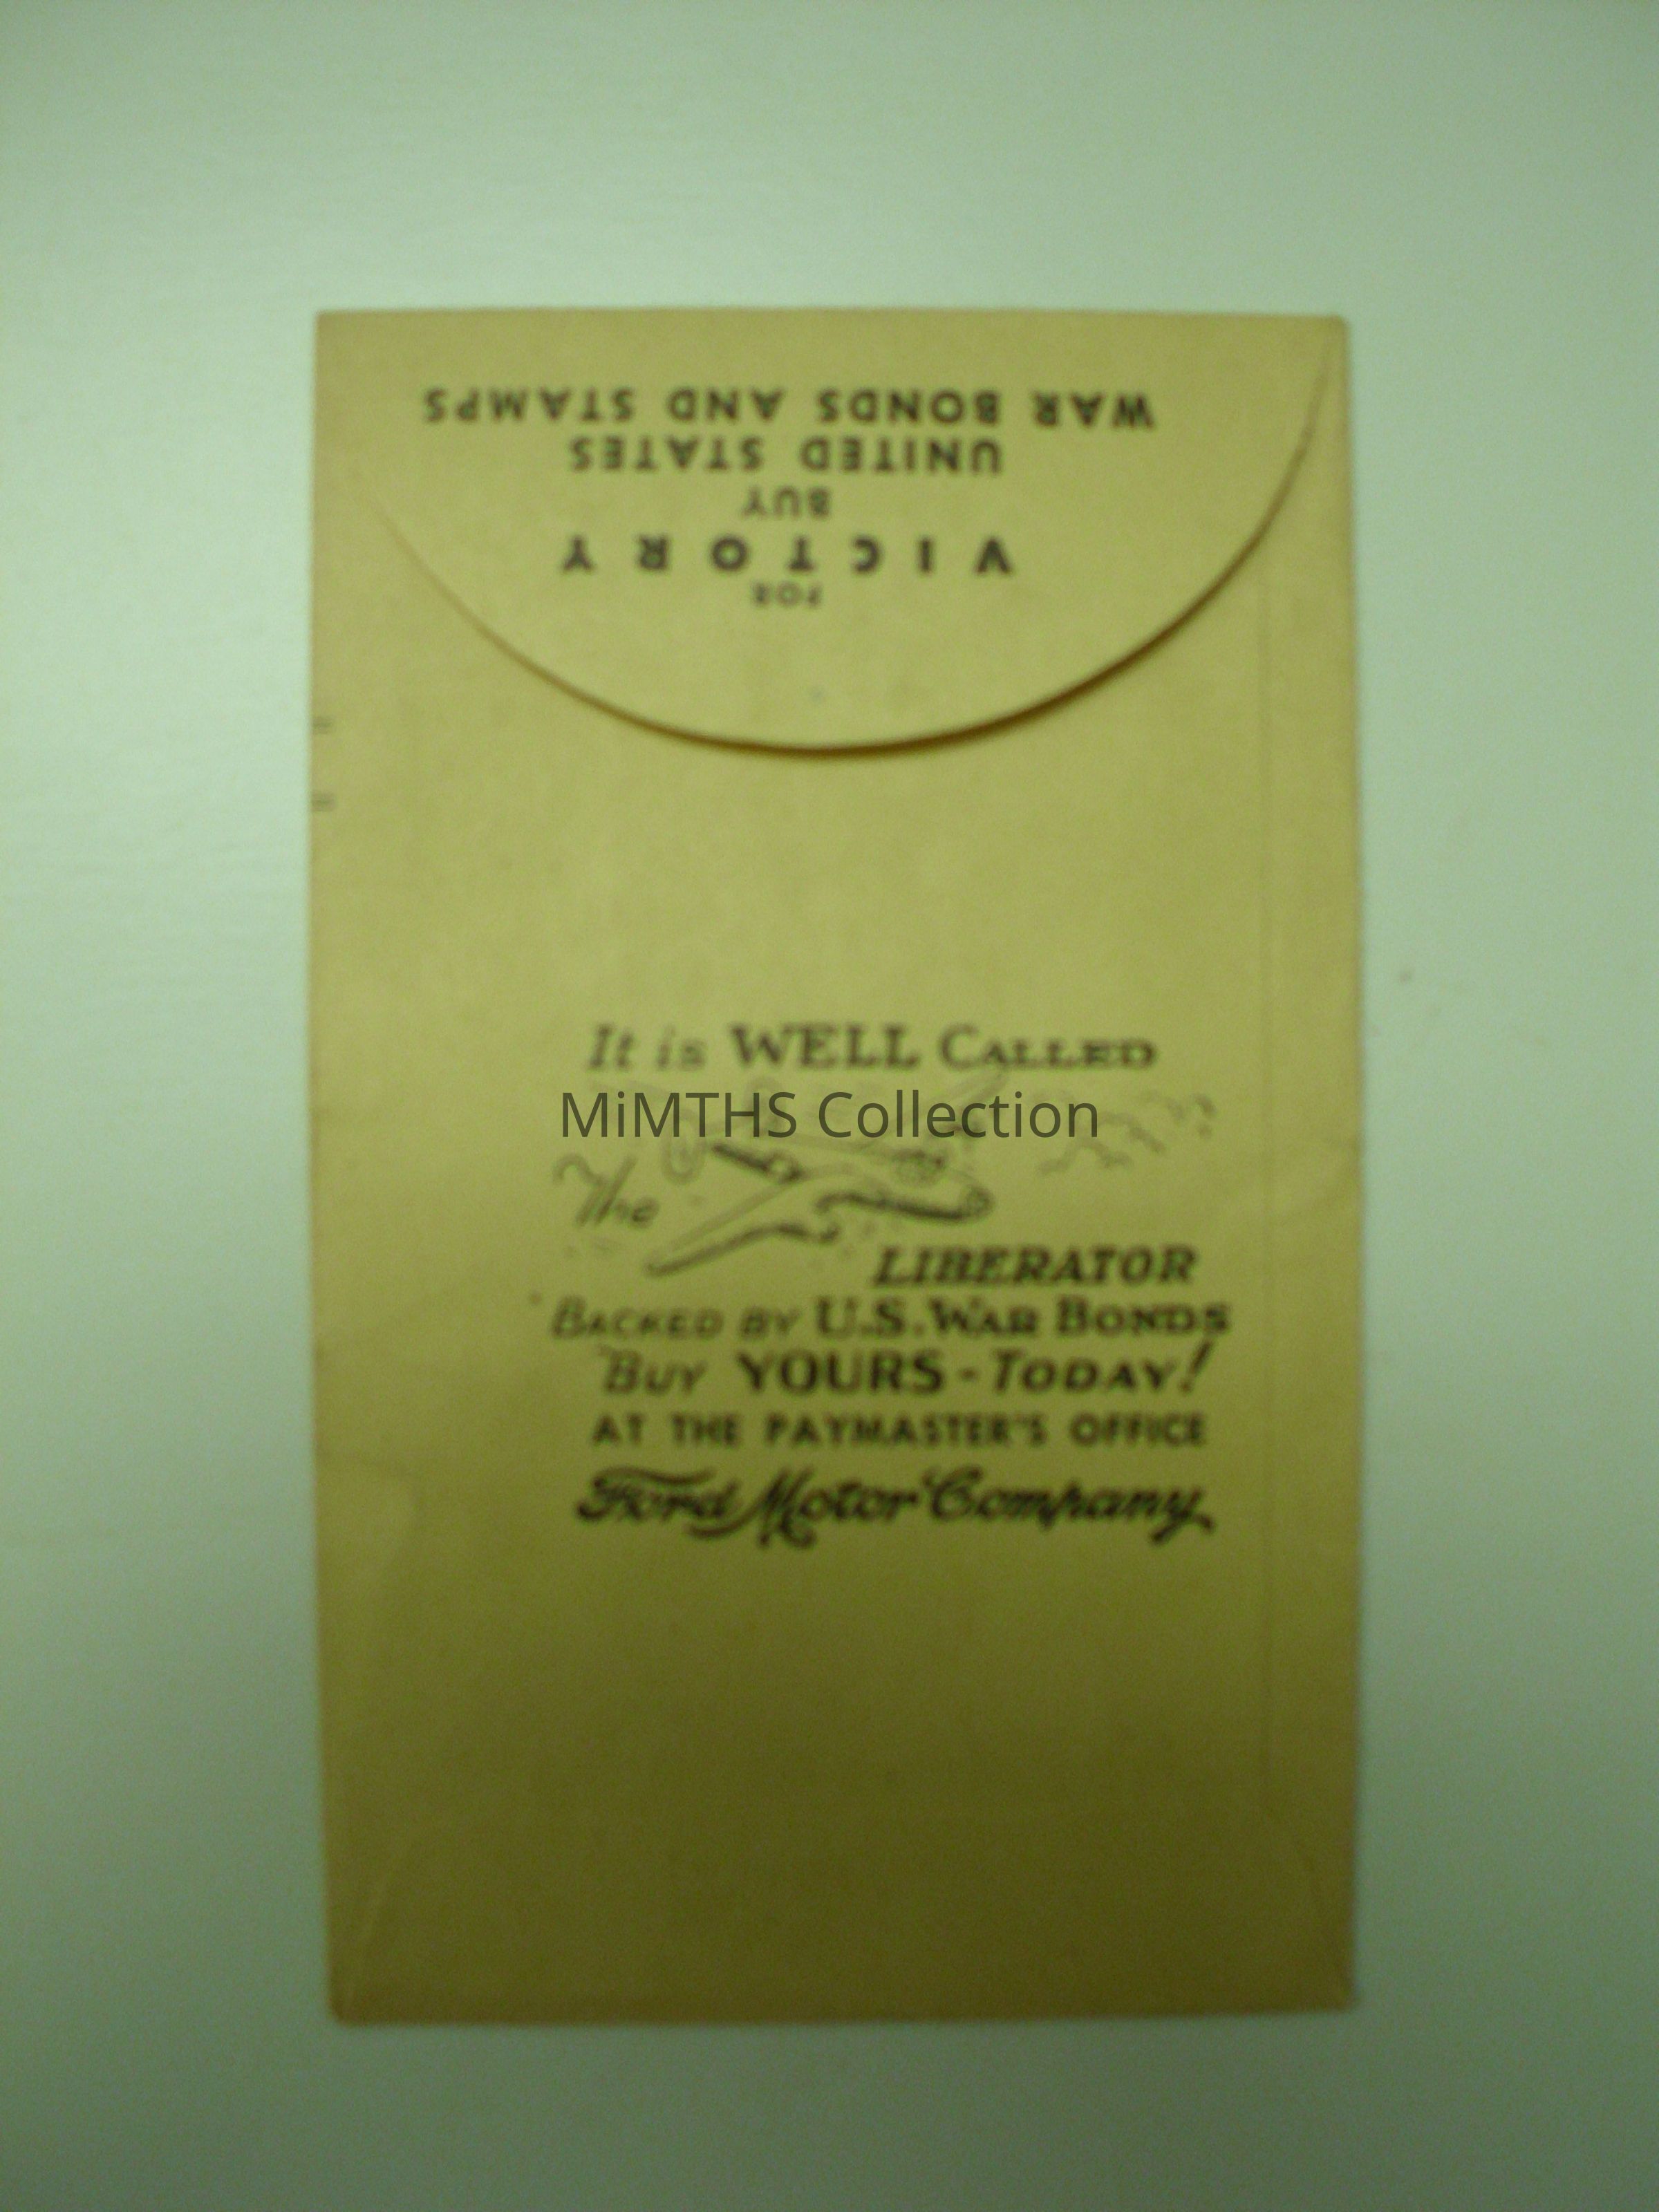 FOR
VICTORY
BUY
UNITED STATES
WAR BONDS AND STAMPS
It is WELL CALLED
MiMTHS Collection
The
LIBERATOR
BACKED BY U.S. WAR BONDS
BUY YOURS - TODAY!
AT THE PAYMASTER'S OFFICE
Ford Motor Company